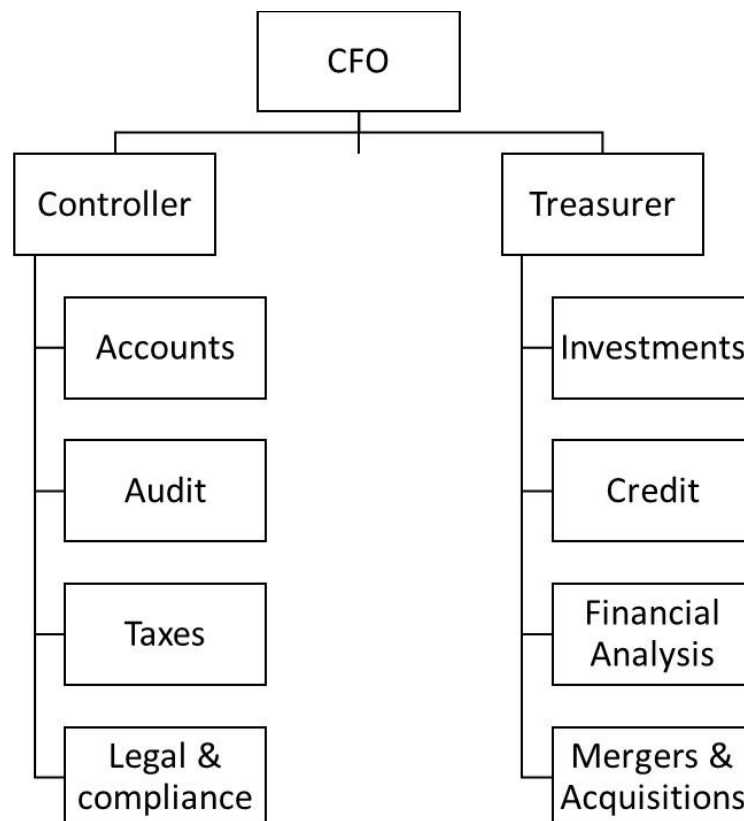 CFO
Controller
Treasurer
Accounts
Investments
Audit
Credit
Taxes
Financial
Analysis
Legal &
compliance
Mergers &
Acquisitions